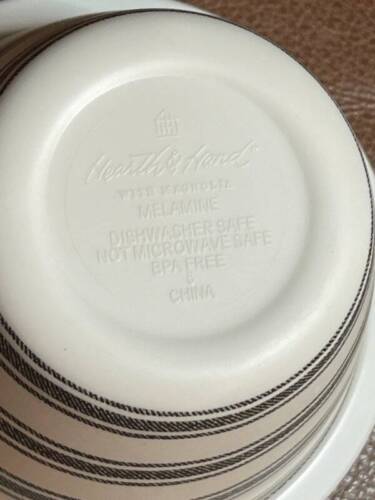 Hearth & Hand
WITH MAGNOLIA
MELAMINE
DISHWASHER SAFE
NOT MICROWAVE SAFE
BPA FREE
CHINA